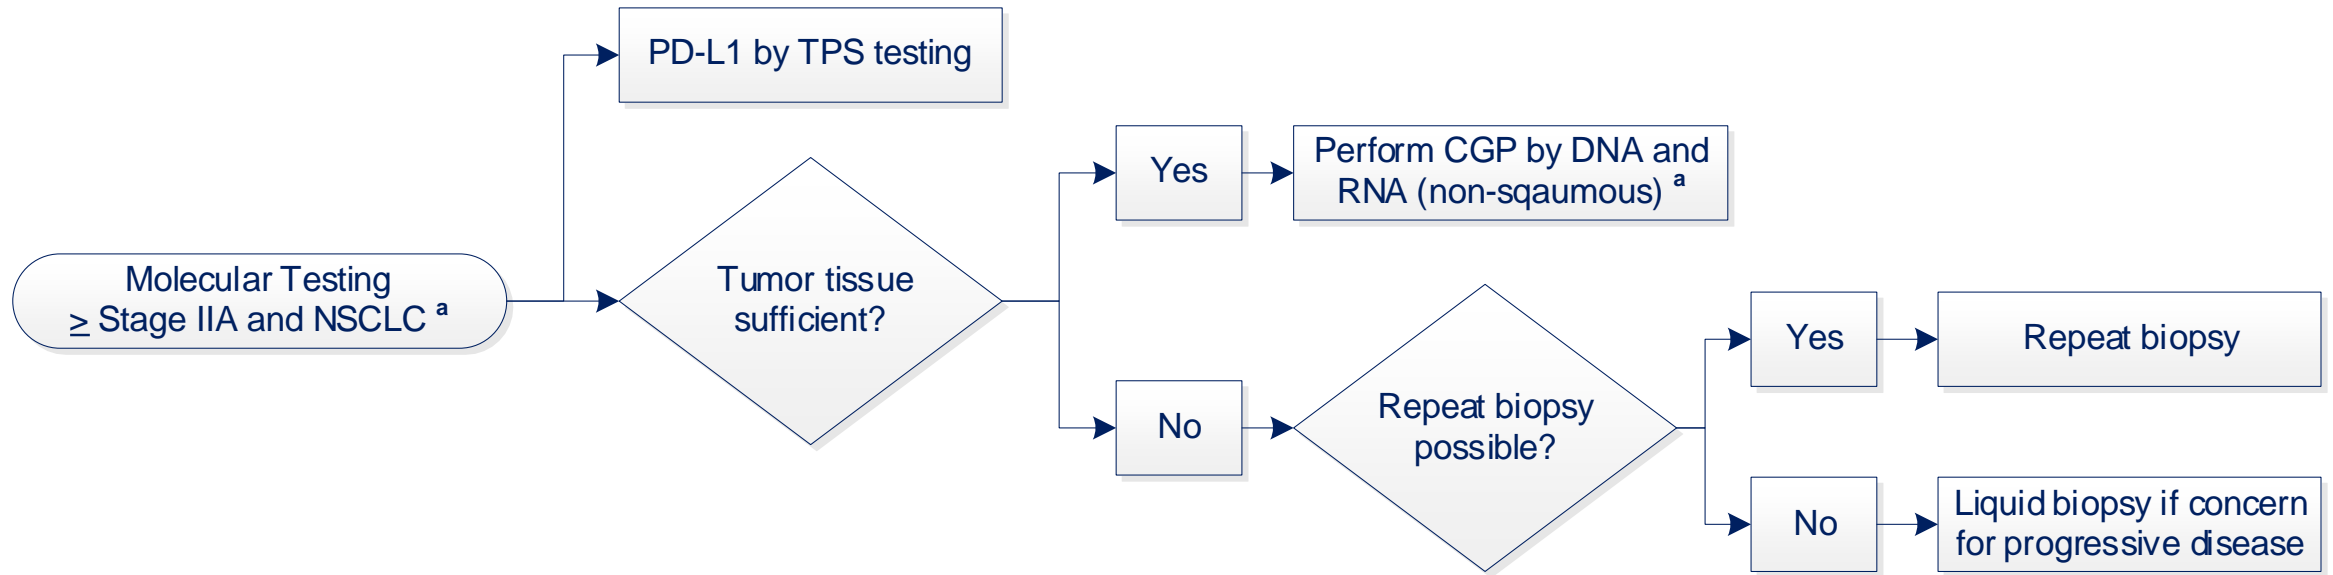 PD-L1 by TPS testing
Molecular Testing
≥ Stage IIA and NSCLC a
Tumor tissue
sufficient?
Yes
Perform CGP by DNA and
RNA (non-sqaumous) a
No
Repeat biopsy
possible?
Yes
Repeat biopsy
No
Liquid biopsy if concern
for progressive disease